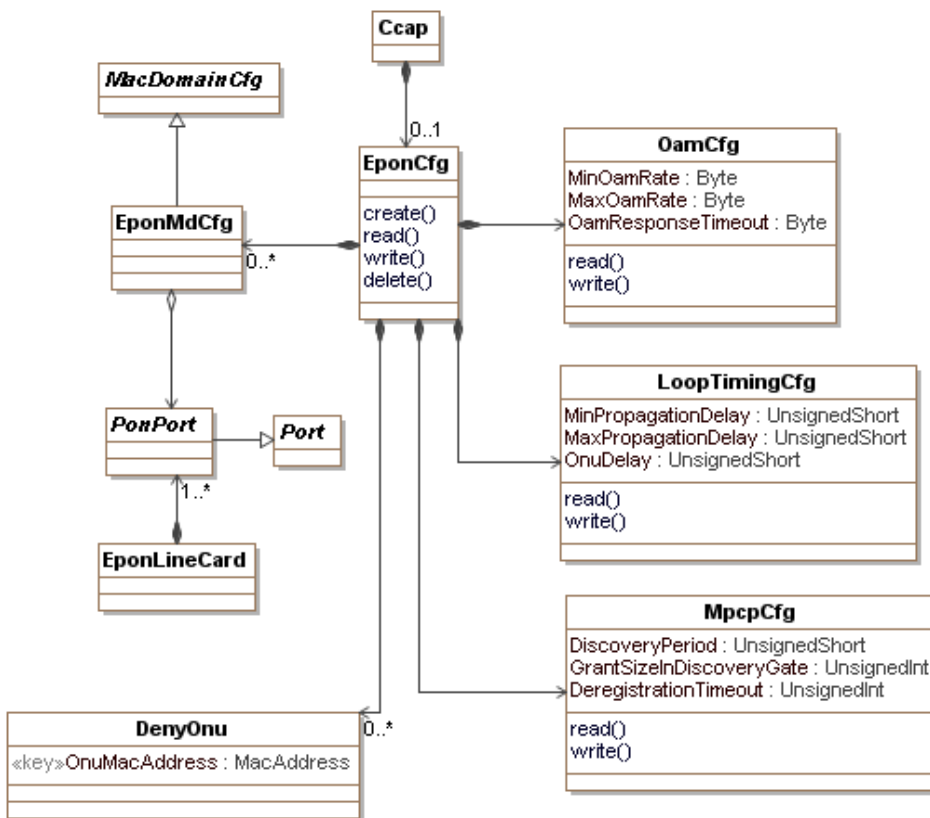 Ccap
MacDomainCfg
0..1
EponCfg
create()
read()
write()
delete()
OamCfg
MinOamRate : Byte
MaxOamRate : Byte
OamResponseTimeout : Byte
read()
write()
EponMdCfg
0..*
LoopTimingCfg
MinPropagationDelay : UnsignedShort
MaxPropagationDelay : UnsignedShort
OnuDelay : UnsignedShort
read()
write()
PonPort
Port
1..*
EponLineCard
MpcpCfg
DiscoveryPeriod : UnsignedShort
GrantSizeInDiscoveryGate : UnsignedInt
DeregistrationTimeout : UnsignedInt
read()
write()
0..*
DenyOnu
«key»OnuMacAddress : MacAddress